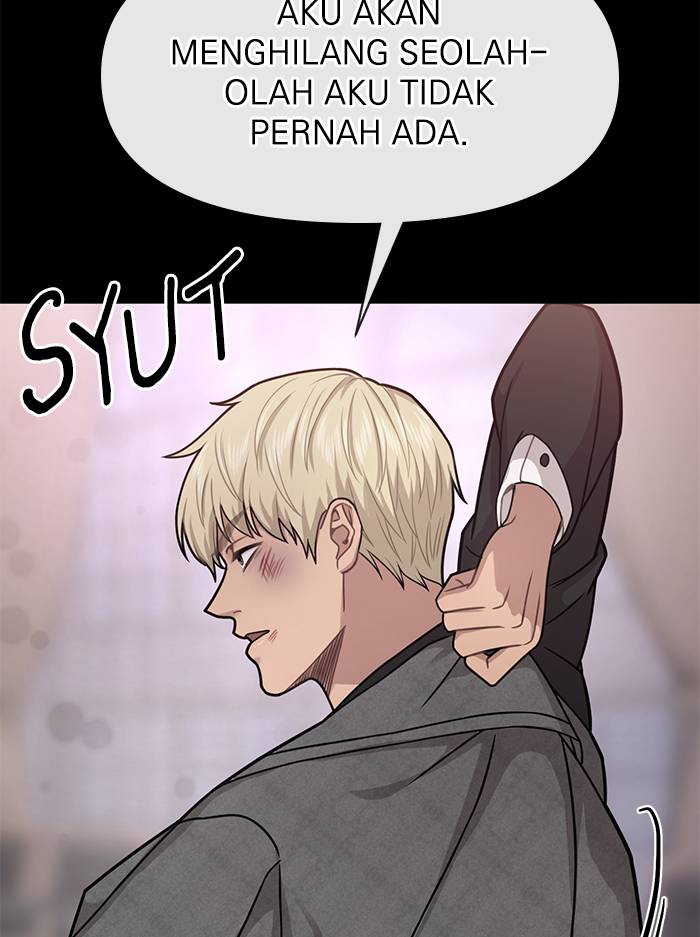 AKU AKAN
MENGHILANG SEOLAH-
OLAH AKU TIDAK
PERNAH ADA.
SYUT